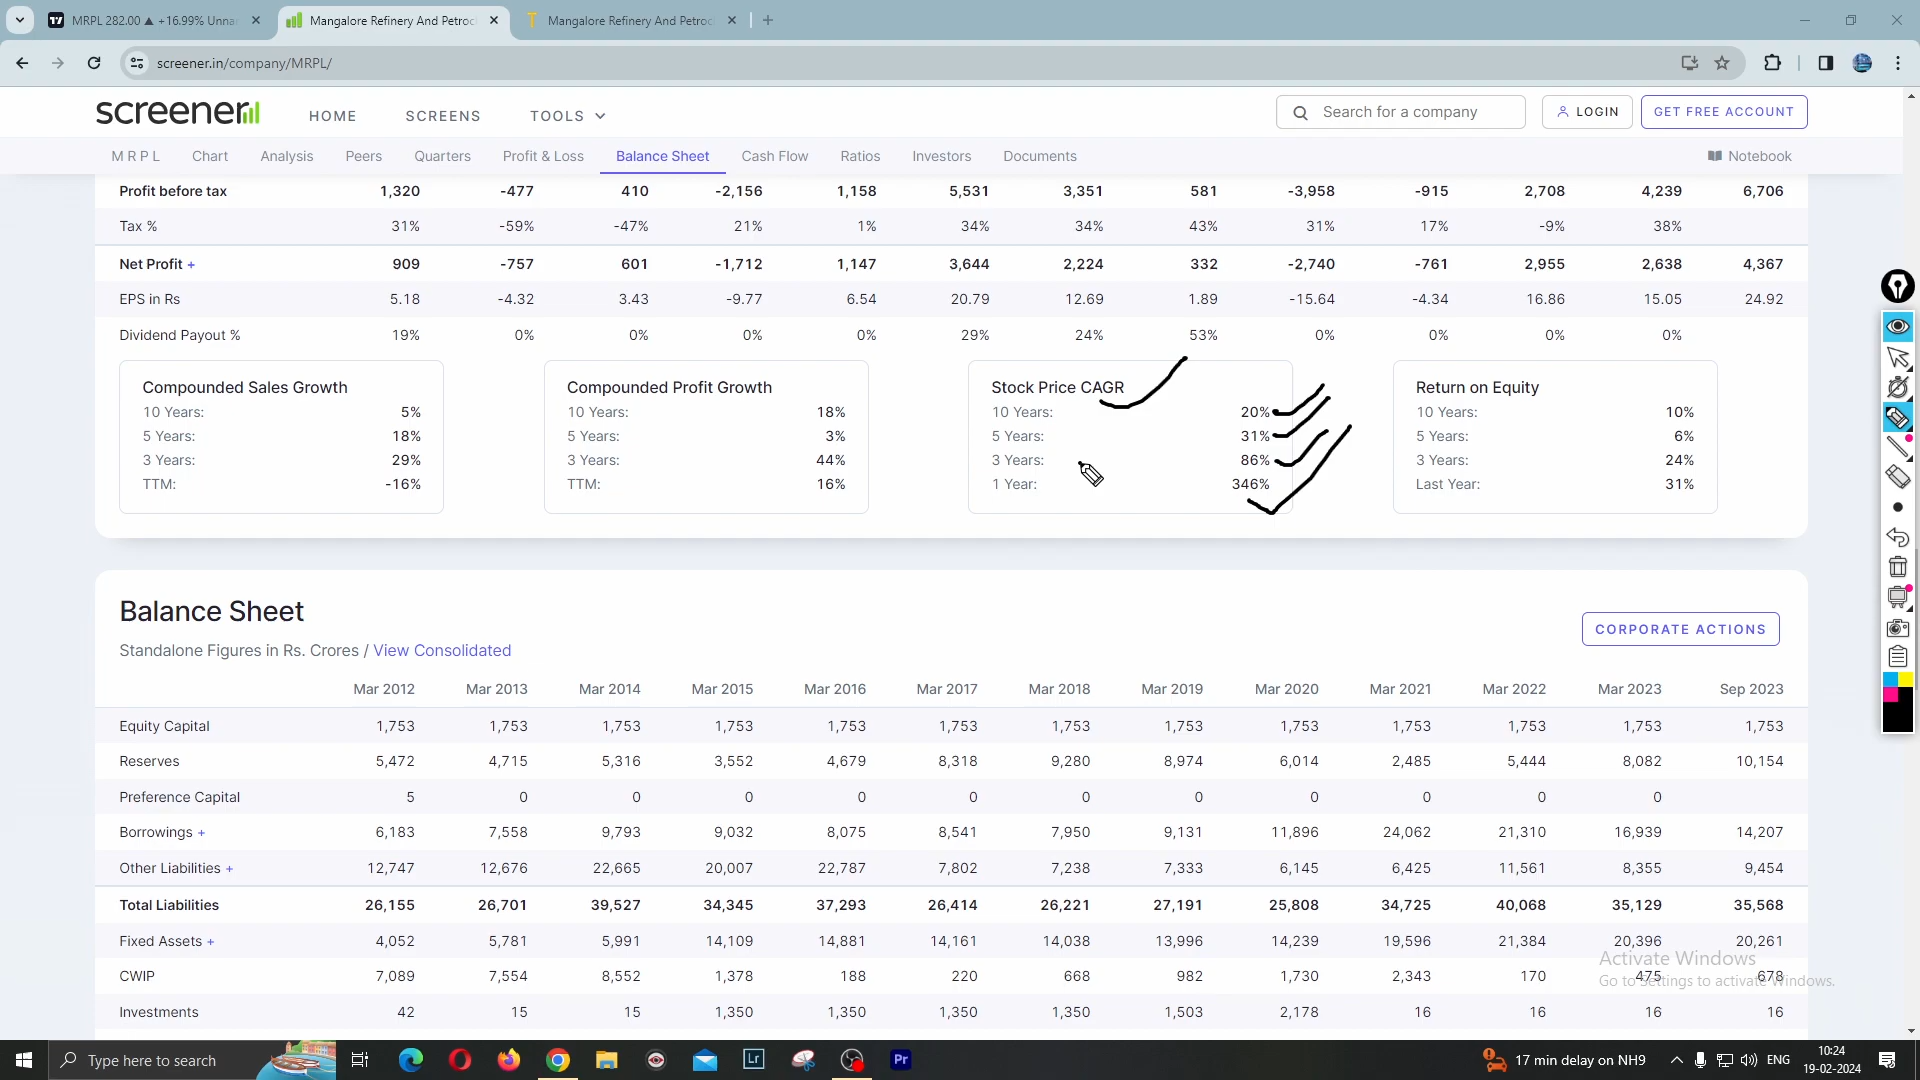 MRPL 282.00 ▲ +16.99% Unna
Mangalore Refinery And Petroc
Mangalore Refinery And Petroc
screener.in/company/MRPL/
screener
HOME SCREENS TOOLS
Search for a company
LOGIN
GET FREE ACCOUNT
M R P L Chart Analysis Peers Quarters Profit & Loss Balance Sheet Cash Flow Ratios Investors Documents Notebook
Profit before tax 1,320 -477 410 -2,156 1,158 5,531 3,351 581 -3,958 -915 2,708 4,239 6,706
Tax % 31% -59% -47% 21% 1% 34% 34% 43% 31% 17% -9% 38%
Net Profit + 909 -757 601 -1,712 1,147 3,644 2,224 332 -2,740 -761 2,955 2,638 4,367
EPS in Rs 5.18 -4.32 3.43 -9.77 6.54 20.79 12.69 1.89 -15.64 -4.34 16.86 15.05 24.92
Dividend Payout % 19% 0% 0% 0% 0% 29% 24% 53% 0% 0% 0% 0%
Compounded Sales Growth
10 Years: 5%
5 Years: 18%
3 Years: 29%
TTM: -16%
Compounded Profit Growth
10 Years: 18%
5 Years: 3%
3 Years: 44%
TTM: 16%
Stock Price CAGR
10 Years: 20%
5 Years: 31%
3 Years: 86%
1 Year: 346%
Return on Equity
10 Years: 10%
5 Years: 6%
3 Years: 24%
Last Year: 31%
Balance Sheet
Standalone Figures in Rs. Crores / View Consolidated
CORPORATE ACTIONS
Mar 2012 Mar 2013 Mar 2014 Mar 2015 Mar 2016 Mar 2017 Mar 2018 Mar 2019 Mar 2020 Mar 2021 Mar 2022 Mar 2023 Sep 2023
Equity Capital 1,753 1,753 1,753 1,753 1,753 1,753 1,753 1,753 1,753 1,753 1,753 1,753 1,753
Reserves 5,472 4,715 5,316 3,552 4,679 8,318 9,280 8,974 6,014 2,485 5,444 8,082 10,154
Preference Capital 5 0 0 0 0 0 0 0 0 0 0 0
Borrowings + 6,183 7,558 9,793 9,032 8,075 8,541 7,950 9,131 11,896 24,062 21,310 16,939 14,207
Other Liabilities + 12,747 12,676 22,665 20,007 22,787 7,802 7,238 7,333 6,145 6,425 11,561 8,355 9,454
Total Liabilities 26,155 26,701 39,527 34,345 37,293 26,414 26,221 27,191 25,808 34,725 40,068 35,129 35,568
Fixed Assets + 4,052 5,781 5,991 14,109 14,881 14,161 14,038 13,996 14,239 19,596 21,384 20,396 20,261
CWIP 7,089 7,554 8,552 1,378 188 220 668 982 1,730 2,343 170 475 678
Investments 42 15 15 1,350 1,350 1,350 1,350 1,503 2,178 16 16 16 16
Activate Windows
Go to Settings to activate Windows.
Type here to search
Lr
Pr
17 min delay on NH9
ENG
10:24
19-02-2024